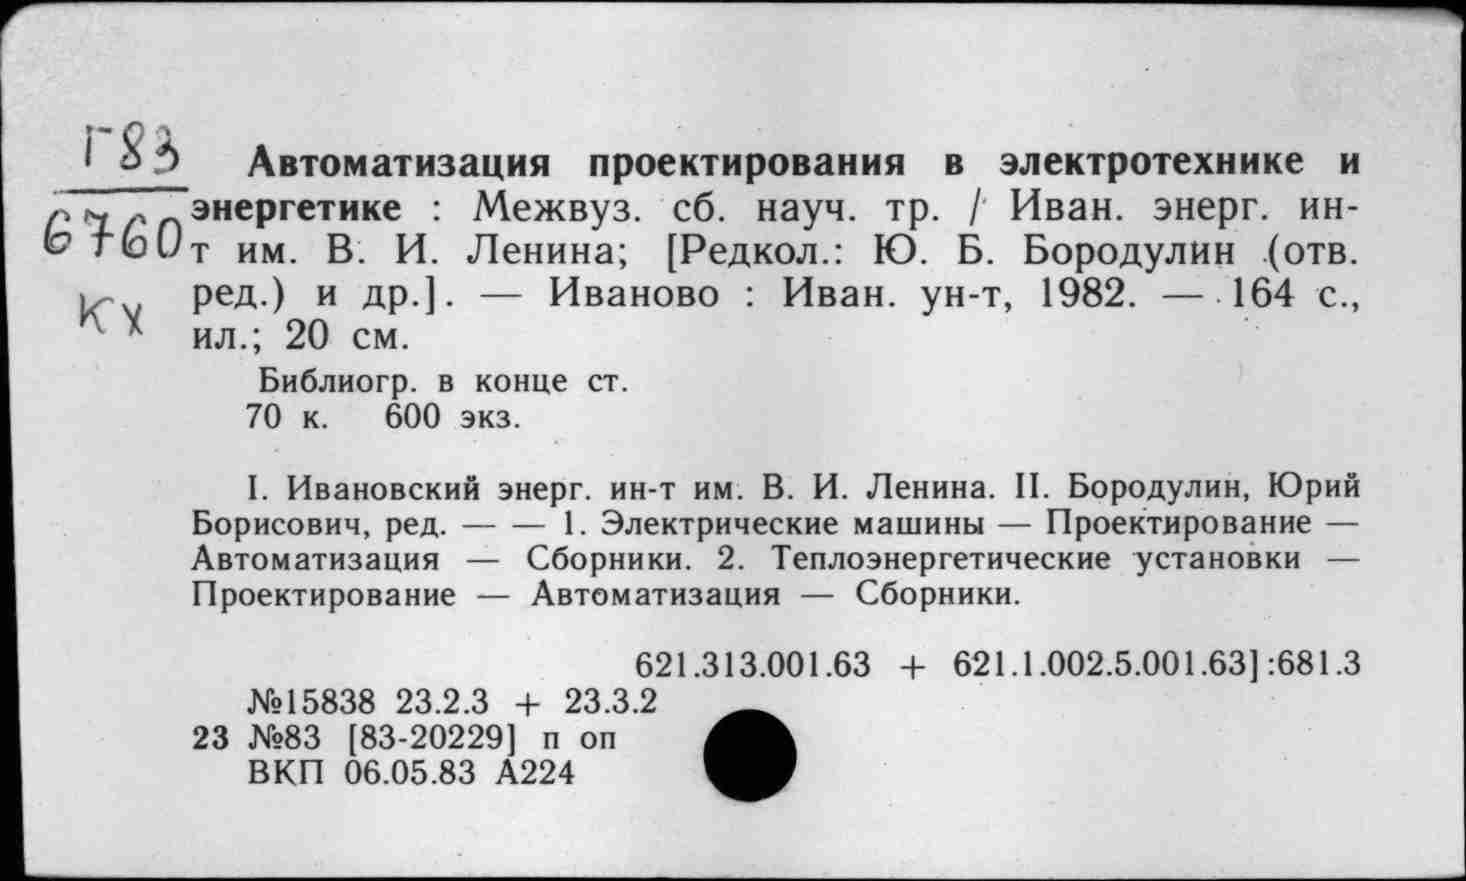 Г83
6760
Кх
Автоматизация проектирования в электротехнике и
энергетике : Межвуз. сб. науч. тр. / Иван. энерг. ин-
т им. В. И. Ленина; [Редкол.: Ю. Б. Бородулин (отв.
ред.) и др.]. — Иваново : Иван. ун-т, 1982. — 164 с.,
ил.; 20 см.
Библиогр. в конце ст.
70 к. 600 экз.
I. Ивановский энерг. ин-т им. В. И. Ленина. II. Бородулин, Юрий
Борисович, ред. — — 1. Электрические машины — Проектирование —
Автоматизация — Сборники. 2. Теплоэнергетические установки —
Проектирование — Автоматизация — Сборники.
621.313.001.63 + 621.1.002.5.001.63]:681.3
№15838 23.2.3 + 23.3.2
23 №83 [83-20229] п оп
ВКП 06.05.83 А224